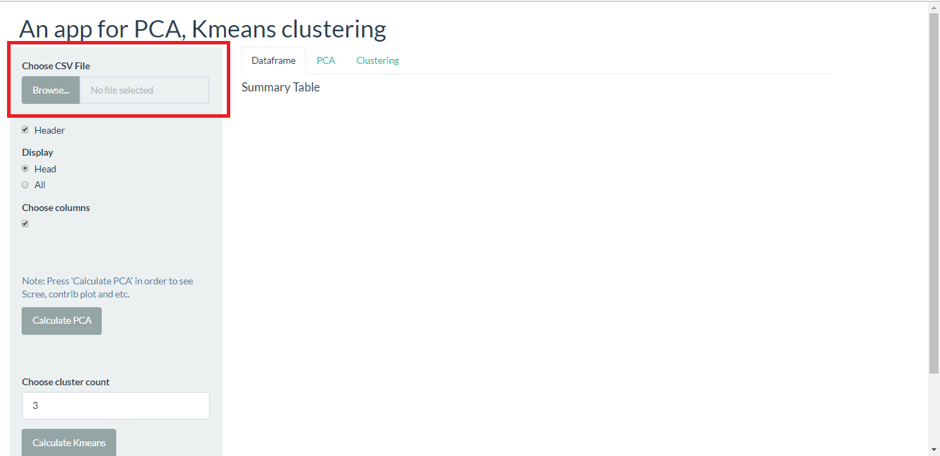 An app for PCA, Kmeans clustering
Choose CSV File
Browse... No file selected
Header
Display
Head
All
Choose columns
Note: Press 'Calculate PCA' in order to see
Scree, contrib plot and etc.
Calculate PCA
Choose cluster count
3
Calculate Kmeans
Dataframe PCA Clustering
Summary Table